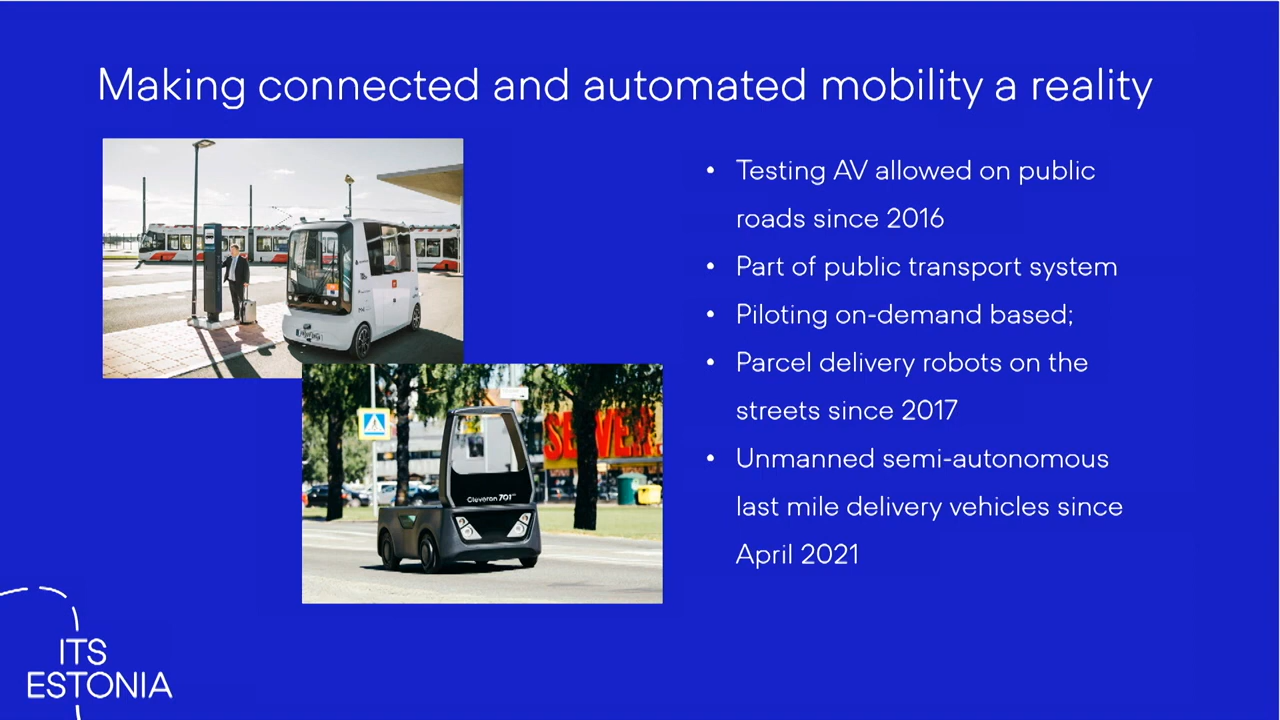 Making connected and automated mobility a reality
• Testing AV allowed on public
roads since 2016
• Part of public transport system
• Piloting on-demand based;
• Parcel delivery robots on the
streets since 2017
• Unmanned semi-autonomous
last mile delivery vehicles since
April 2021
Cleveron 701
ITS
ESTONIA